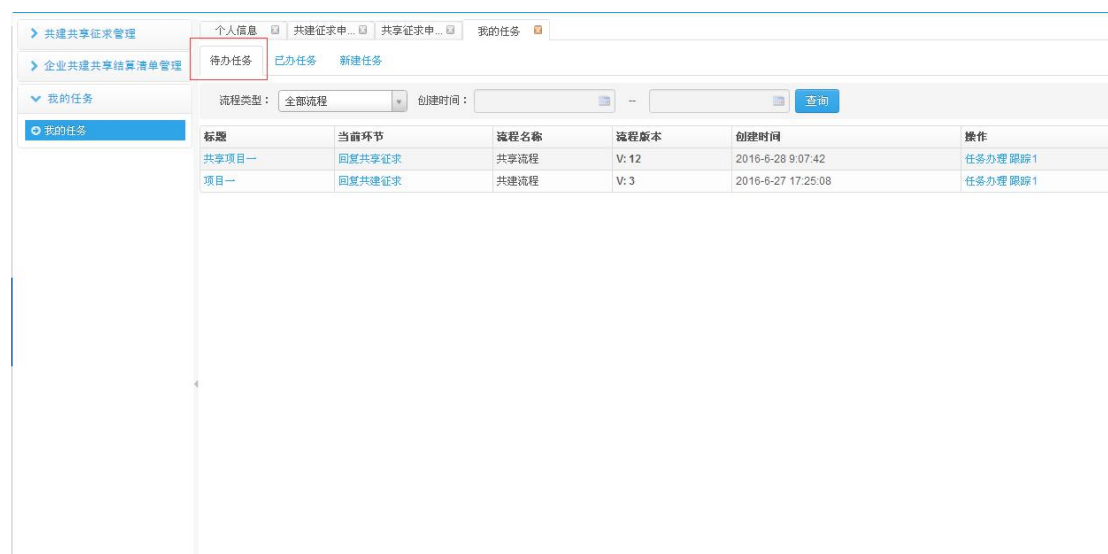 共建共享征求管理
企业共建共享结算清单管理
我的任务
我的任务
个人信息 共建征求申... 共享征求申... 我的任务
待办任务 已办任务 新建任务
流程类型： 全部流程 创建时间： -- 查询
标题 当前环节 流程名称 流程版本 创建时间 操作
共享项目一 回复共享征求 共享流程 V: 12 2016-6-28 9:07:42 任务办理 跟踪1
项目一 回复共建征求 共建流程 V: 3 2016-6-27 17:25:08 任务办理 跟踪1